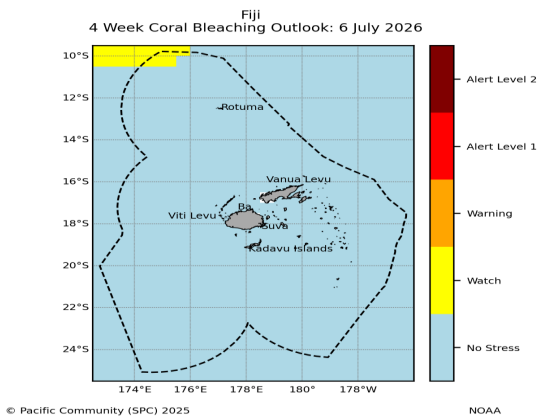 Fiji
4 Week Coral Bleaching Outlook: 6 July 2026
10°S
12°S
14°S
16°S
18°S
20°S
22°S
24°S
Rotuma
Vanua Levu
Ba
Viti Levu
Suva
Kadavu Islands
174°E
176°E
178°E
180°
178°W
Alert Level 2
Alert Level 1
Warning
Watch
No Stress
© Pacific Community (SPC) 2025
NOAA